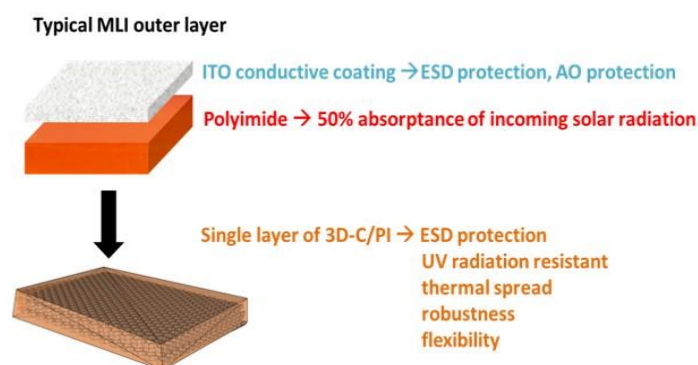 Typical MLI outer layer
ITO conductive coating → ESD protection, AO protection
Polyimide → 50% absorptance of incoming solar radiation
Single layer of 3D-C/PI → ESD protection
UV radiation resistant
thermal spread
robustness
flexibility